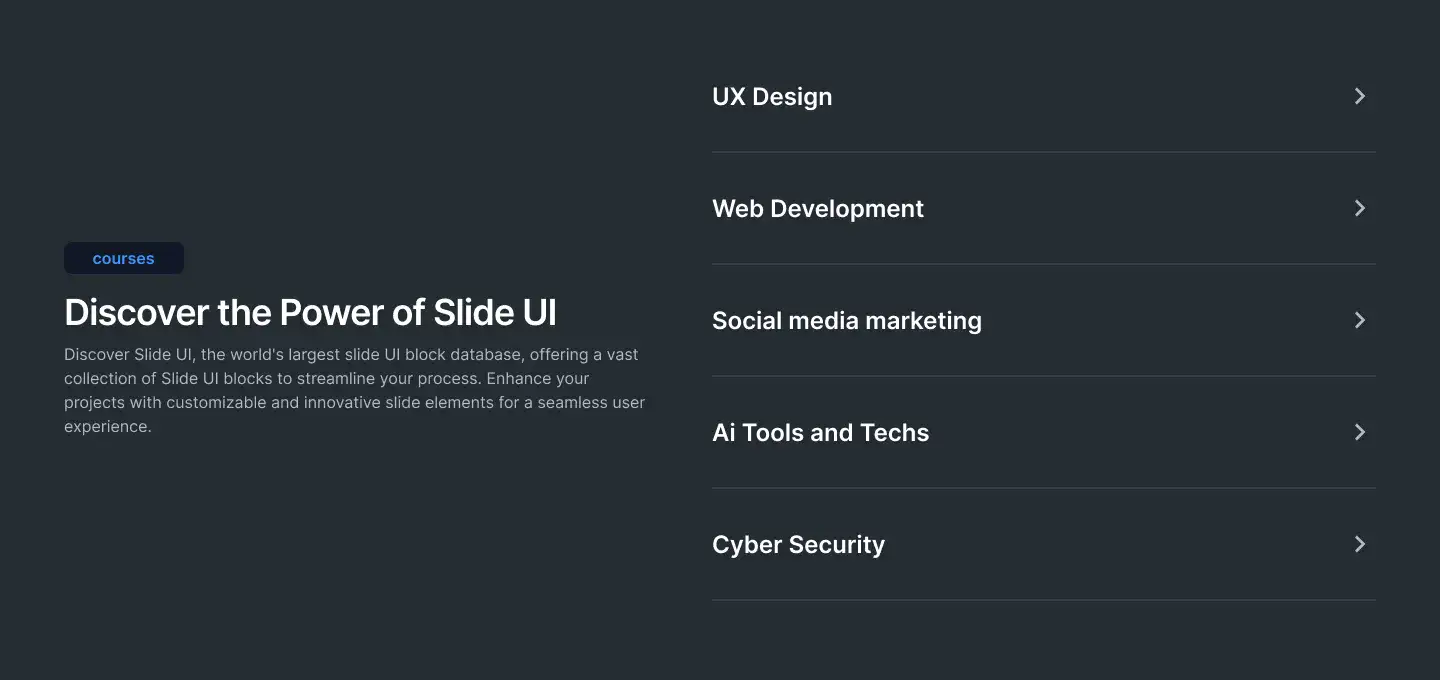 courses
Discover the Power of Slide UI
Discover Slide UI, the world's largest slide UI block database, offering a vast
collection of Slide UI blocks to streamline your process. Enhance your
projects with customizable and innovative slide elements for a seamless user
experience.
UX Design
Web Development
Social media marketing
Ai Tools and Techs
Cyber Security